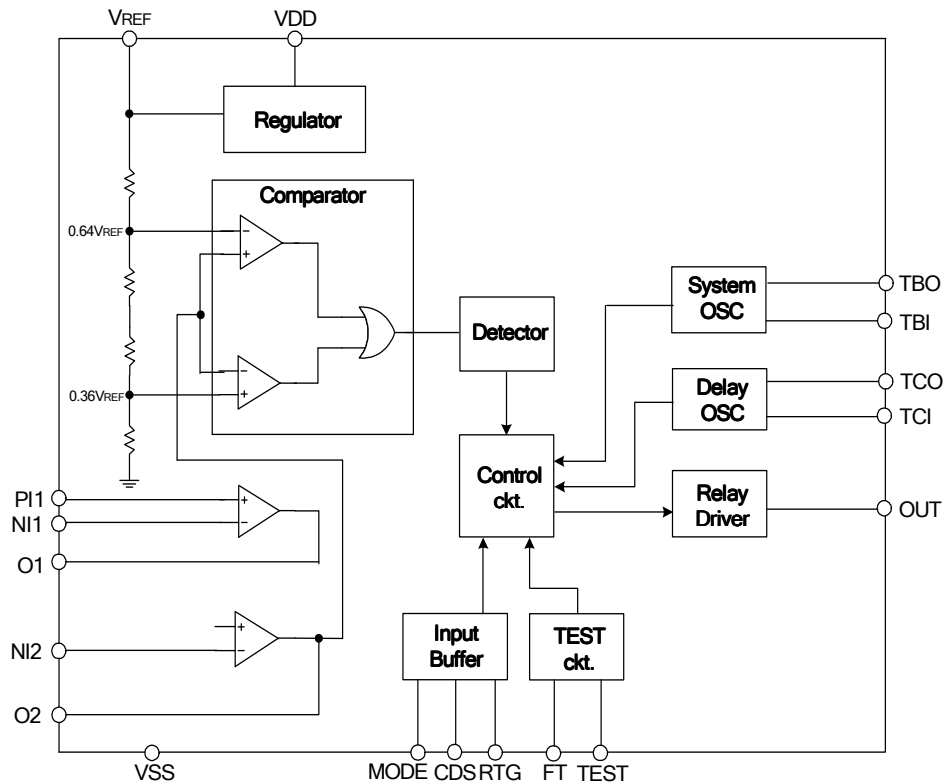 VREF
VDD
Regulator
Comparator
0.64VREF
−
+
−
+
0.36VREF
Detector
System
OSC
TBO
TBI
Delay
OSC
TCO
TCI
Control
ckt.
Relay
Driver
OUT
PI1
NI1
O1
+
−
NI2
O2
+
−
Input
Buffer
TEST
ckt.
VSS
MODE CDS RTG FT TEST